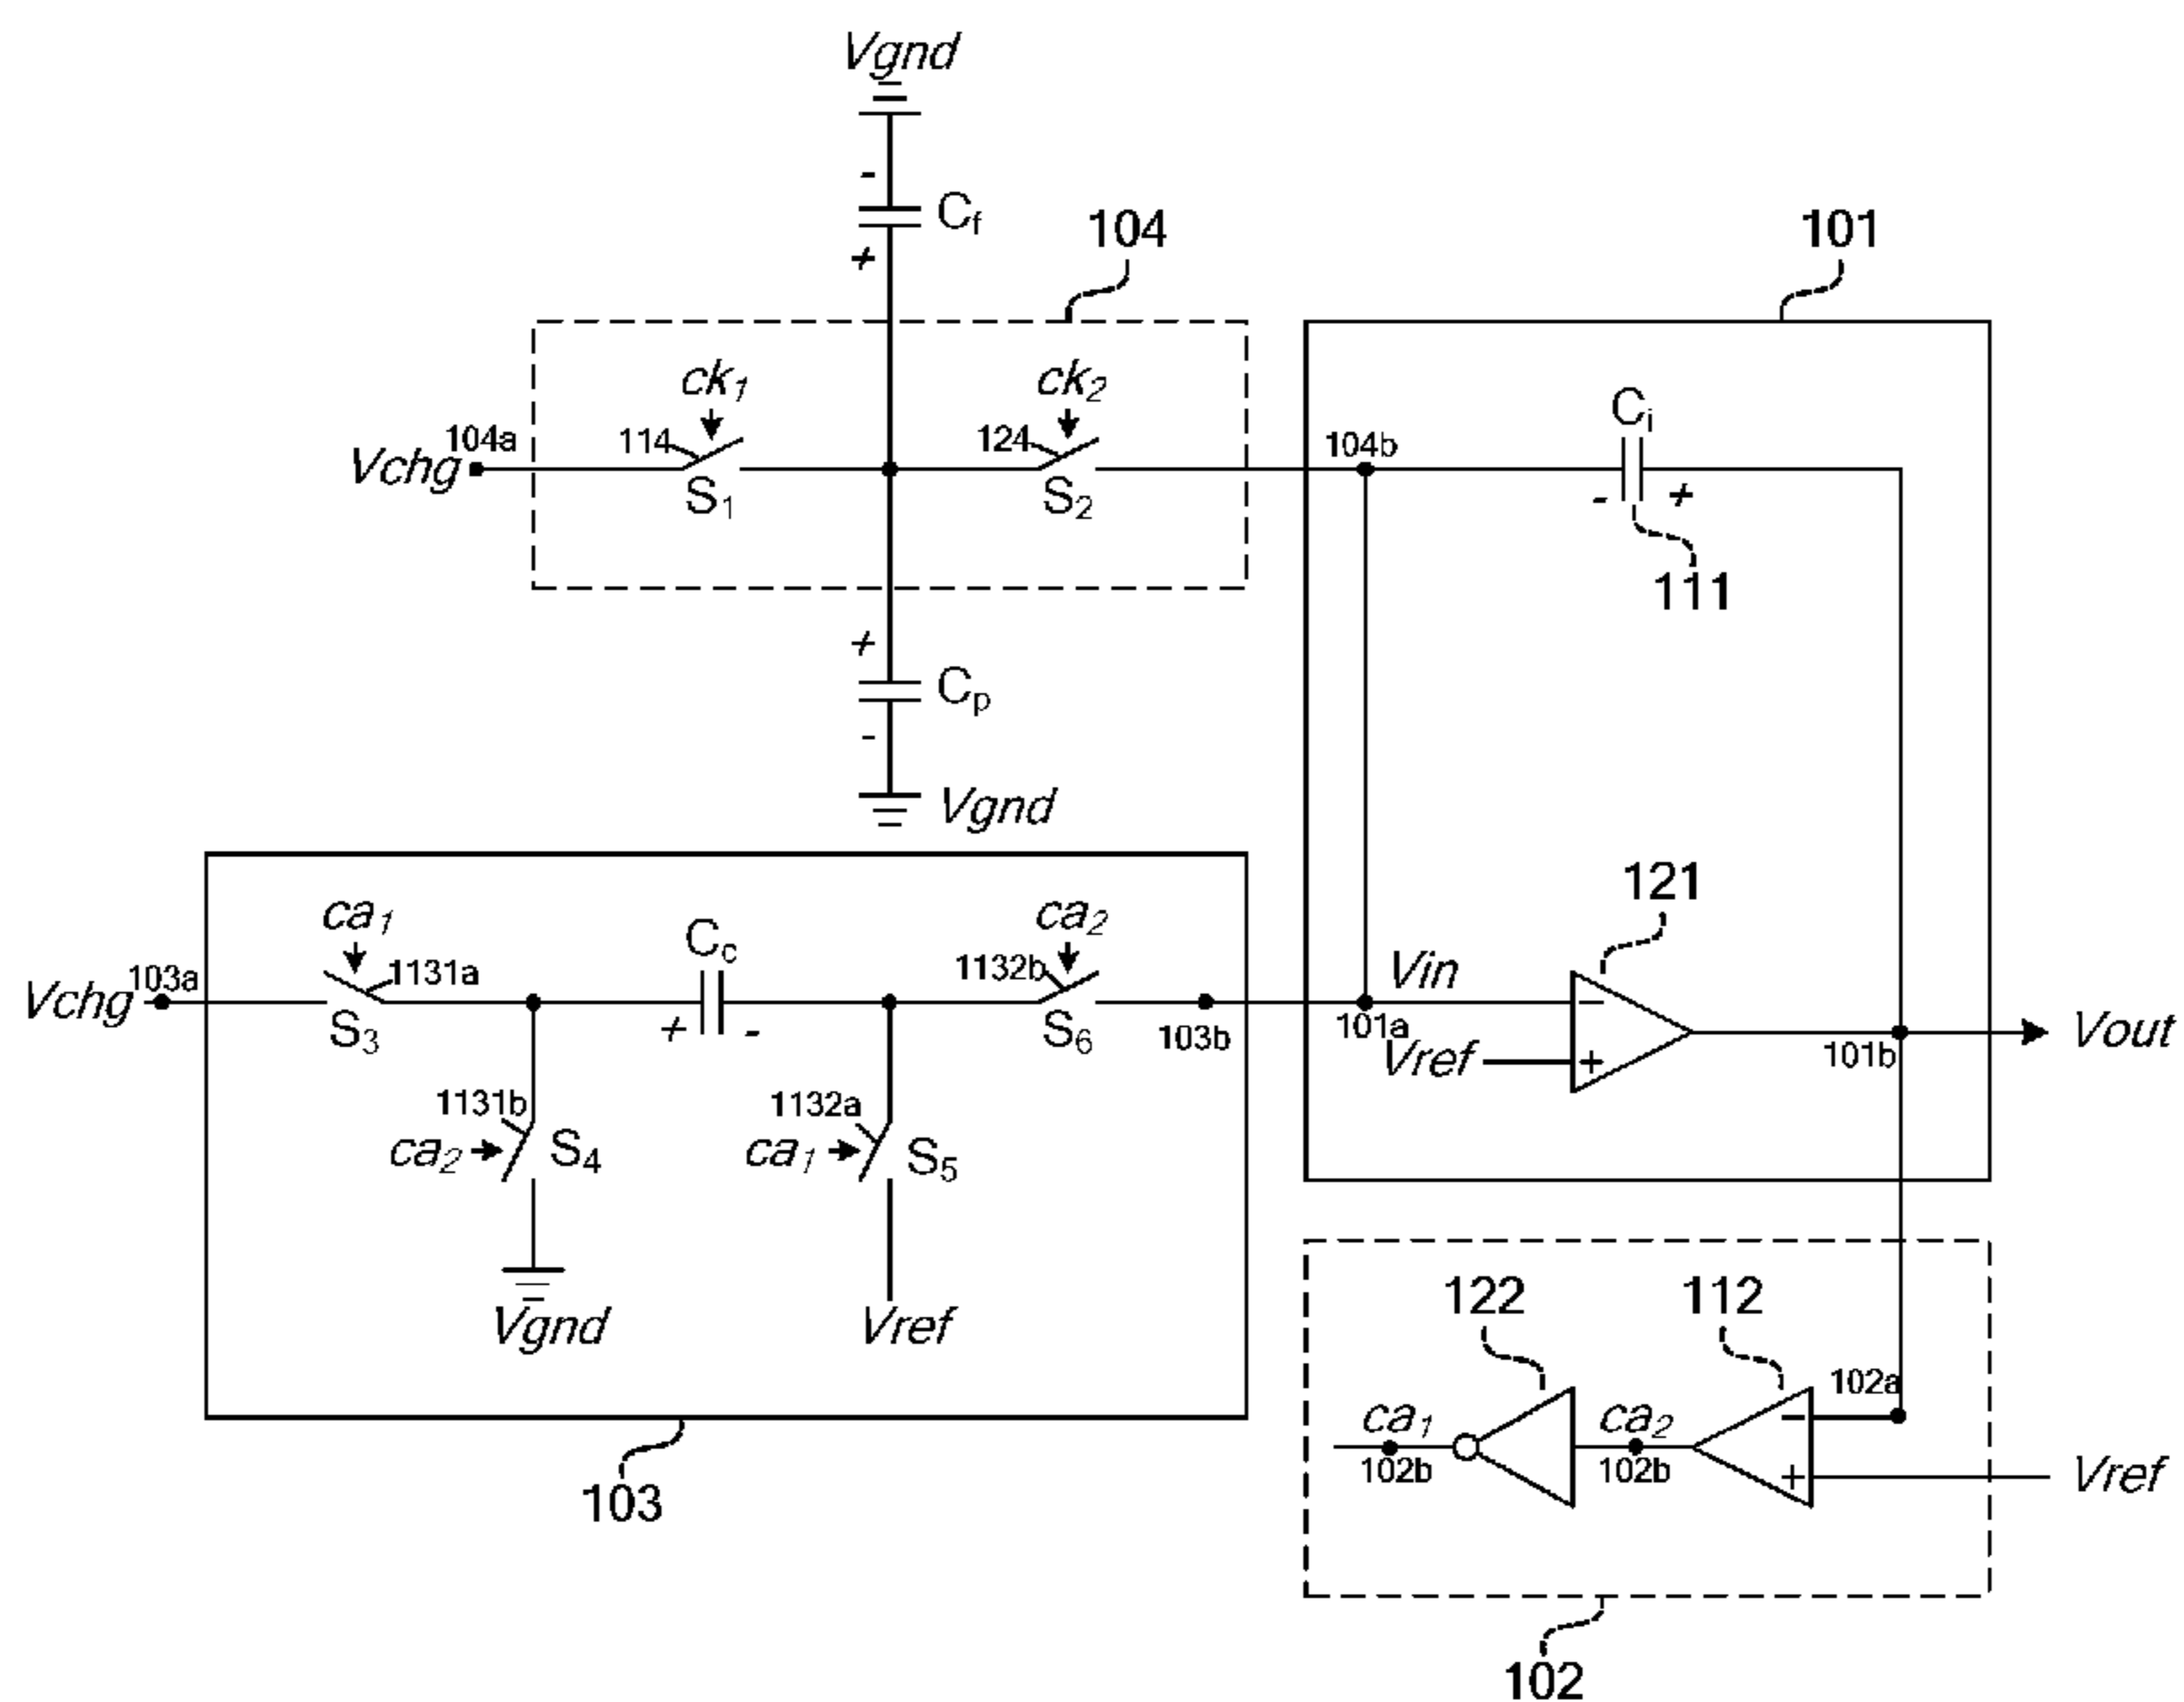 Vgnd
-
Cf
+
104
101
ck1
ck2
Ci
Vchg
104a
114
124
104b
S1
S2
-
+
111
+
Cp
-
Vgnd
121
ca1
Cc
ca2
Vchg
103a
1131a
1132b
Vin
-
S3
+
-
S6
103b
101a
Vref
+
101b
Vout
1131b
ca2
S4
1132a
ca1
S5
Vgnd
Vref
122
112
102a
ca1
ca2
-
102b
102b
+
Vref
103
102